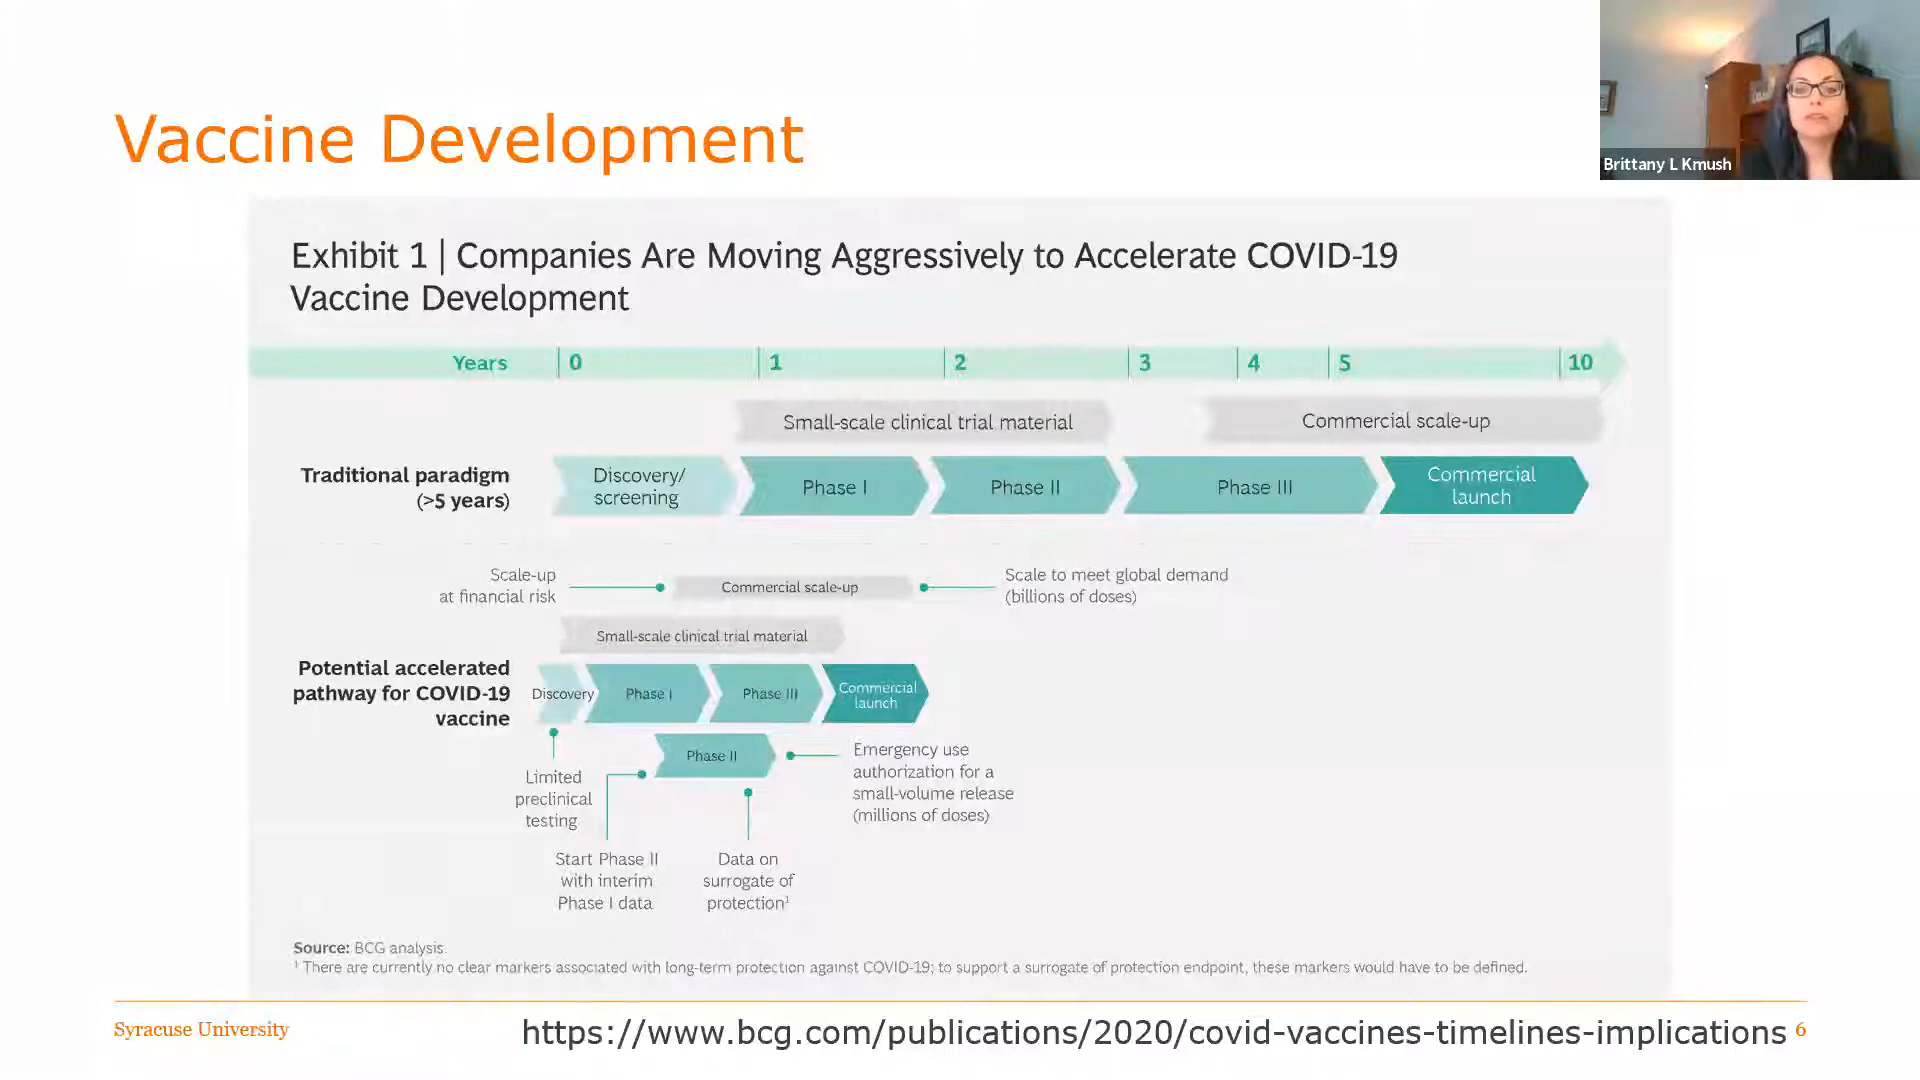 Vaccine Development
Brittany L Kmush
Exhibit 1 | Companies Are Moving Aggressively to Accelerate COVID-19
Vaccine Development
Years 0 1 2 3 4 5 10
Small-scale clinical trial material
Commercial scale-up
Traditional paradigm
(>5 years)
Discovery/
screening
Phase I
Phase II
Phase III
Commercial
launch
Scale-up
at financial risk
Commercial scale-up
Scale to meet global demand
(billions of doses)
Small-scale clinical trial material
Potential accelerated
pathway for COVID-19
vaccine
Discovery
Phase I
Phase III
Commercial
launch
Phase II
Limited
preclinical
testing
Emergency use
authorization for a
small-volume release
(millions of doses)
Start Phase II
with interim
Phase I data
Data on
surrogate of
protection¹
Source: BCG analysis.
¹ There are currently no clear markers associated with long-term protection against COVID-19; to support a surrogate of protection endpoint, these markers would have to be defined.
Syracuse University
https://www.bcg.com/publications/2020/covid-vaccines-timelines-implications
6